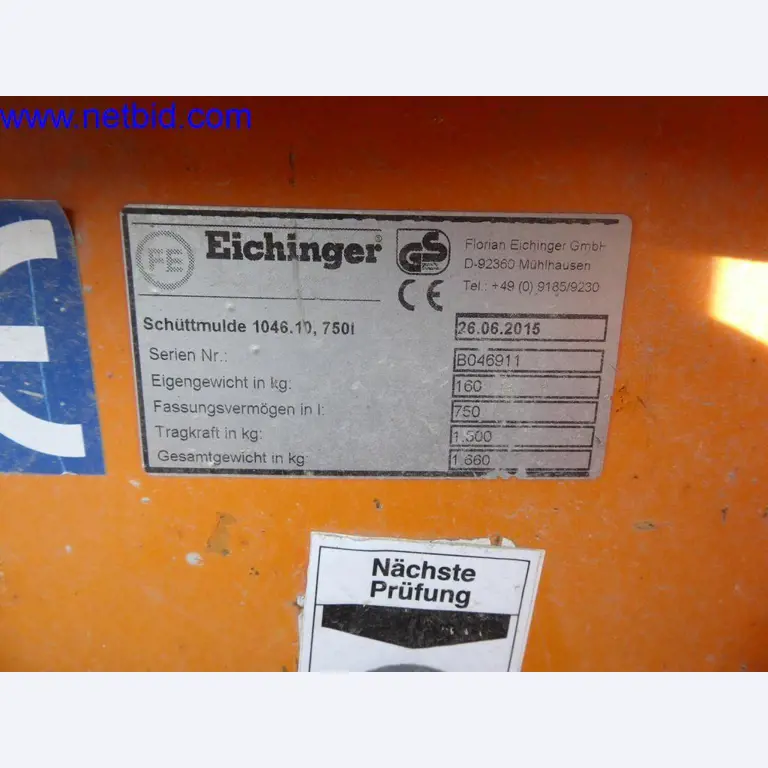 www.netbid.com
FE
Eichinger®
GS
Florian Eichinger GmbH
D-92360 Mühlhausen
Tel.: +49 (0) 9185/9230
CE
Schüttmulde 1046.10, 750l 26.06.2015
Serien Nr.: B046911
Eigengewicht in kg: 160
Fassungsvermögen in l: 750
Tragkraft in kg: 1.500
Gesamtgewicht in kg: 1.660
Nächste
Prüfung